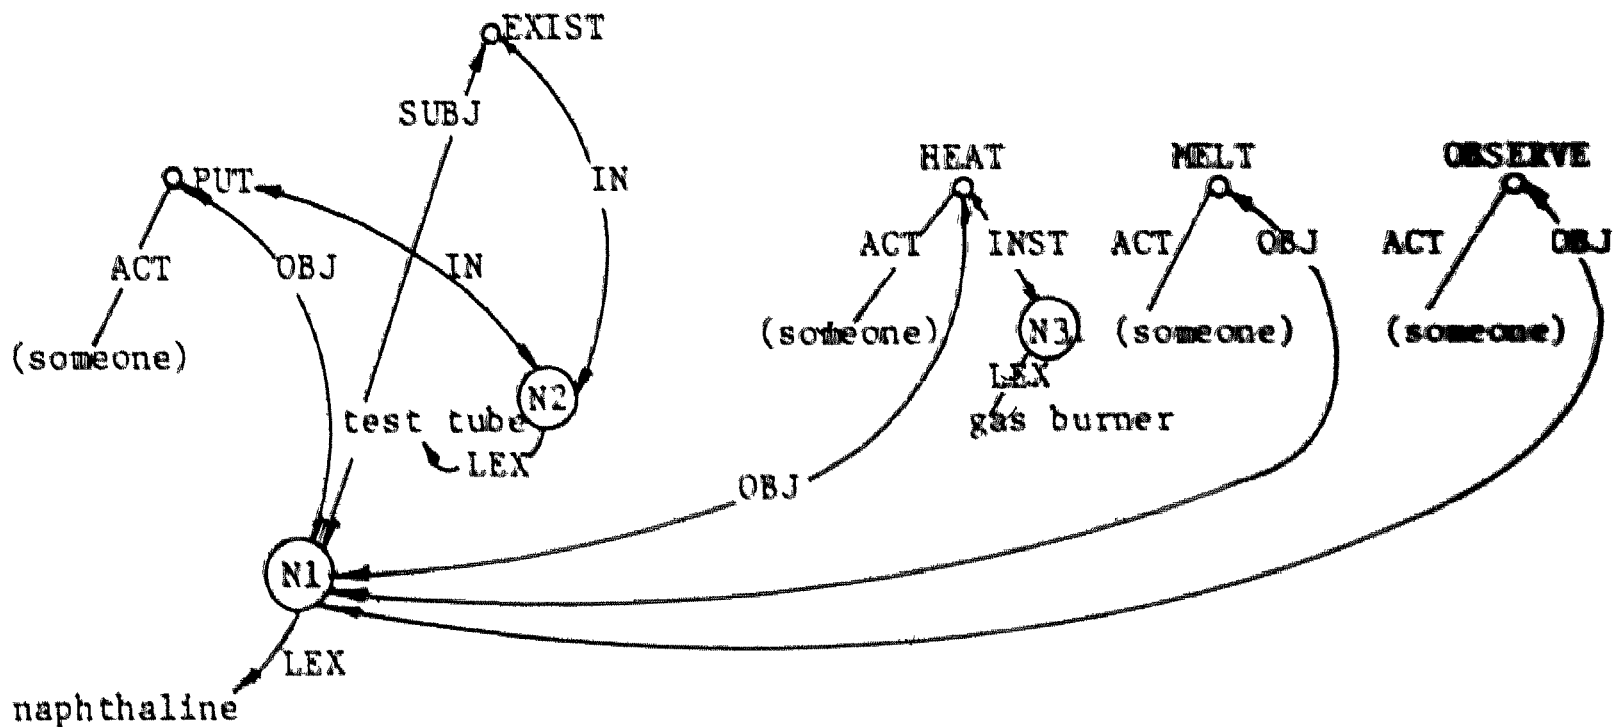 EXIST
SUBJ
IN
PUT
ACT
OBJ
IN
(someone)
N2
test tube
LEX
N1
LEX
naphthaline
HEAT
ACT
INST
(someone)
N3
LEX
gas burner
OBJ
MELT
ACT
OBJ
(someone)
OBSERVE
ACT
OBJ
(someone)